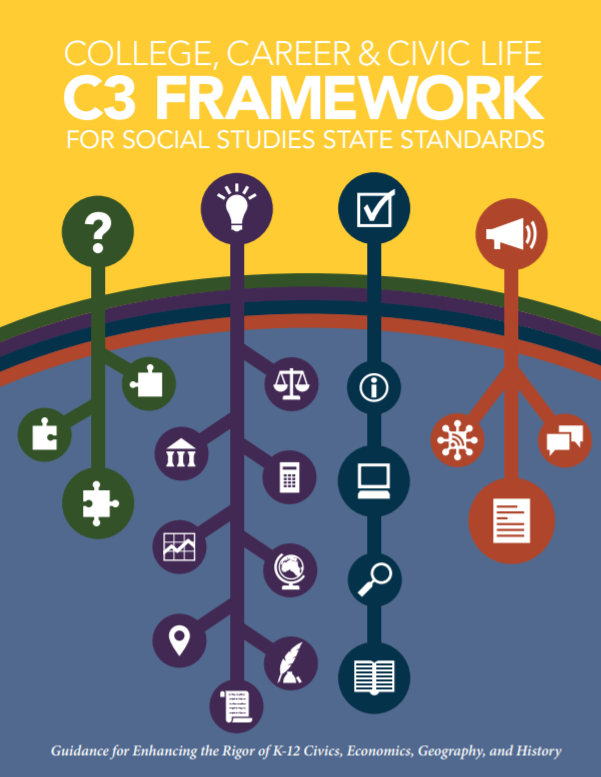 COLLEGE, CAREER & CIVIC LIFE
C3 FRAMEWORK
FOR SOCIAL STUDIES STATE STANDARDS
?
i
Guidance for Enhancing the Rigor of K-12 Civics, Economics, Geography, and History